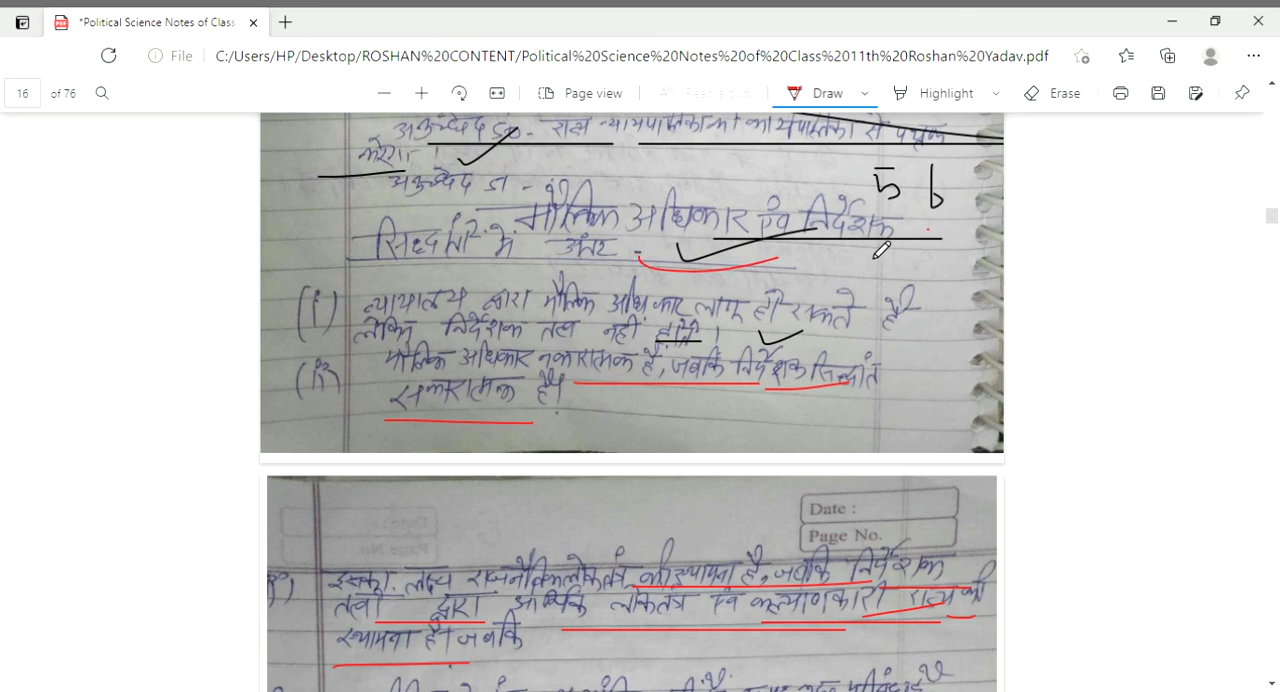 *Political Science Notes of Class
File C:/Users/HP/Desktop/ROSHAN%20CONTENT/Political%20Science%20Notes%20of%20Class%2011th%20Roshan%20Yadav.pdf
16 of 76 Page view Draw Highlight Erase
अनुच्छेद 50 - राज्य न्यायपालिका को कार्यपालिका से पृथक
करेगा।
अनुच्छेद 51 -
5 6
मौलिक अधिकार एवं निर्देशक
सिद्धांतों में अंतर -
(i) न्यायालय द्वारा मौलिक अधिकार लागू हो सकते है
लेकिन निर्देशक तत्व नही होते।
(ii) मौलिक अधिकार नकारात्मक है, जबकि निर्देशक सिद्धांत
सकारात्मक है।
Date :
Page No.
इसका लक्ष्य राजनैतिक लोकतंत्र की स्थापना है, जबकि निर्देशक
तत्वो द्वारा आर्थिक लोकतंत्र एवं कल्याणकारी राज्य की
स्थापना है। जबकि